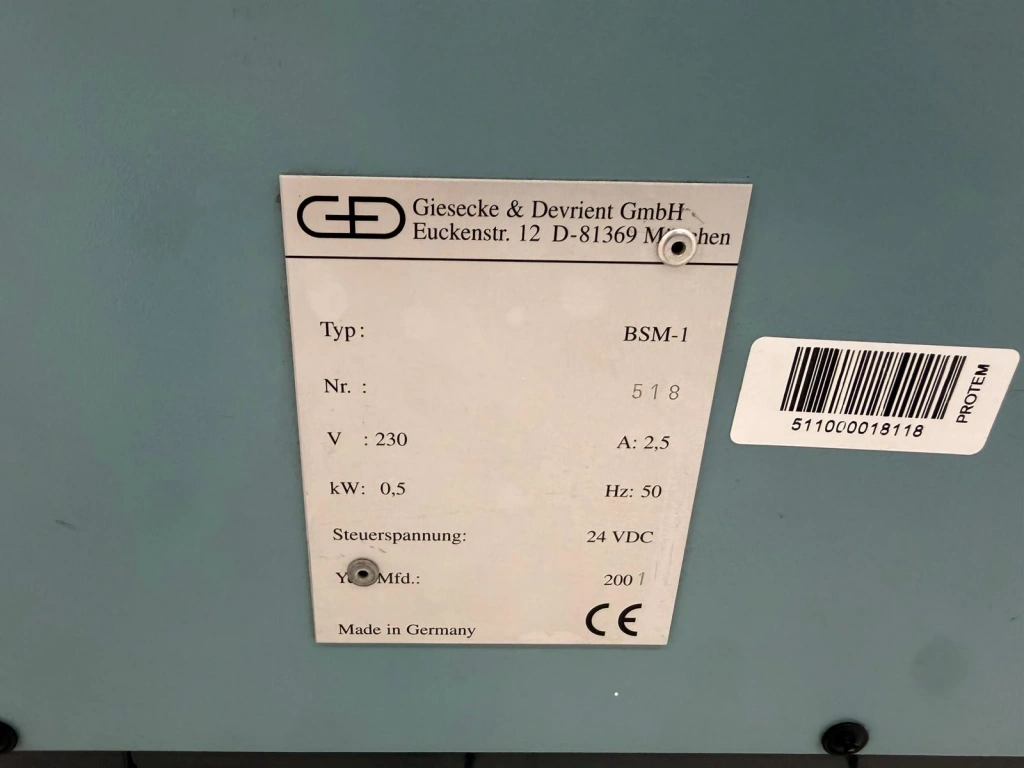 GD Giesecke & Devrient GmbH
Euckenstr. 12 D-81369
Typ: BSM-1
Nr. : 518
V : 230 A: 2,5
kW: 0,5 Hz: 50
Steuerspannung: 24 VDC
Mfd.: 2001
Made in Germany CE
511000018118
PROTEM